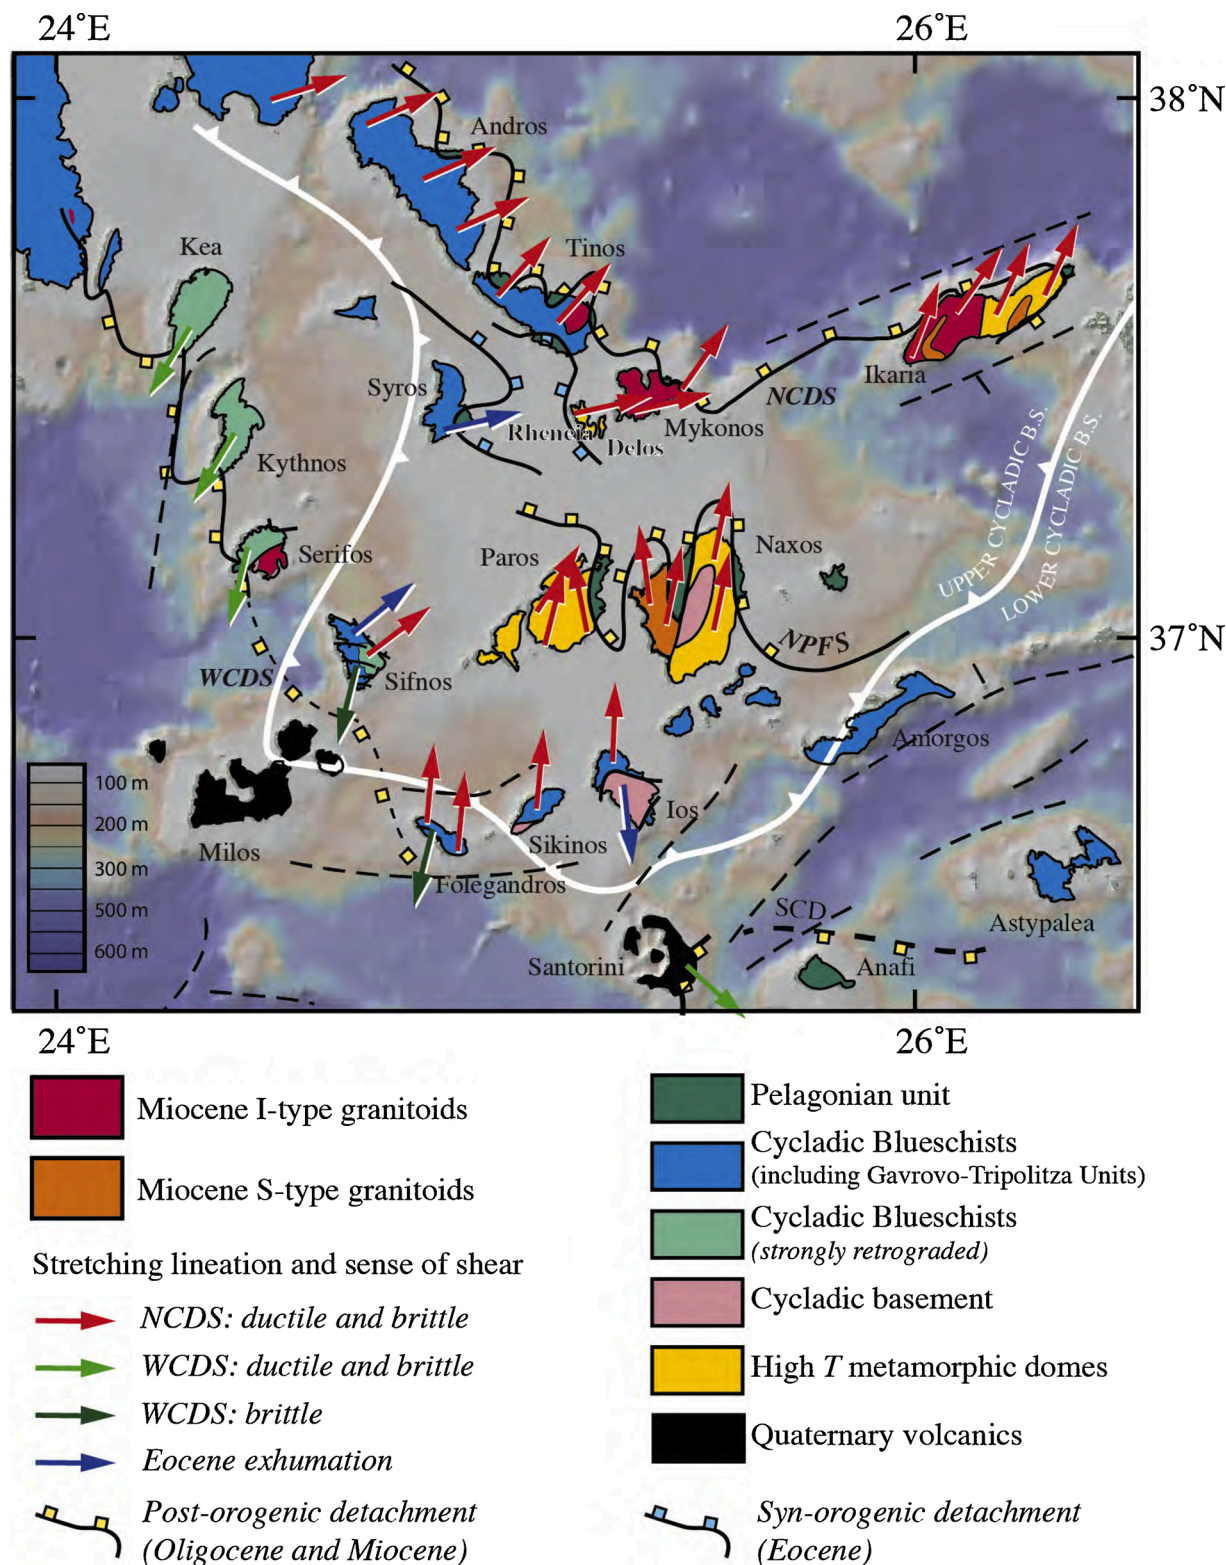 24˚E
26˚E
38˚N
Andros
Kea
Tinos
Ikaria
Syros
NCDS
Rheneia
Mykonos
Delos
Kythnos
UPPER CYCLADIC B.S.
LOWER CYCLADIC B.S.
Serifos
Paros
Naxos
37˚N
NPFS
WCDS
Sifnos
Amorgos
100 m
200 m
300 m
500 m
600 m
Ios
Sikinos
Milos
Folegandros
SCD
Astypalea
Santorini
Anafi
24˚E
26˚E
Miocene I-type granitoids
Miocene S-type granitoids
Stretching lineation and sense of shear
NCDS: ductile and brittle
WCDS: ductile and brittle
WCDS: brittle
Eocene exhumation
Post-orogenic detachment
(Oligocene and Miocene)
Pelagonian unit
Cycladic Blueschists
(including Gavrovo-Tripolitza Units)
Cycladic Blueschists
(strongly retrograded)
Cycladic basement
High T metamorphic domes
Quaternary volcanics
Syn-orogenic detachment
(Eocene)